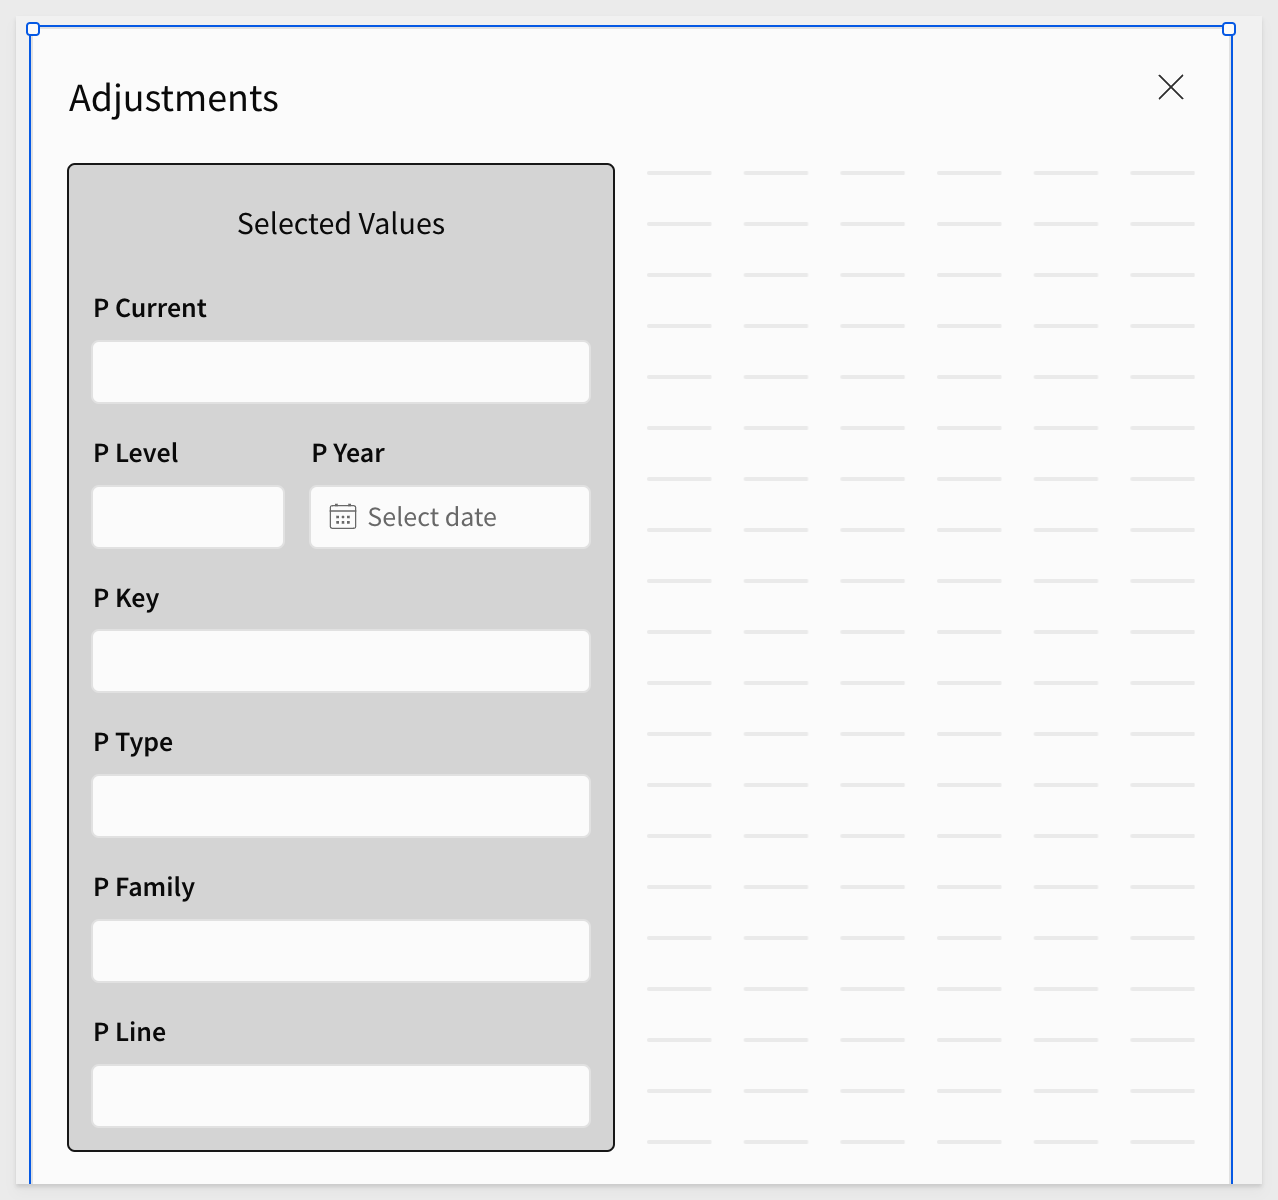 Adjustments
Selected Values
P Current
P Level
P Year
Select date
P Key
P Type
P Family
P Line